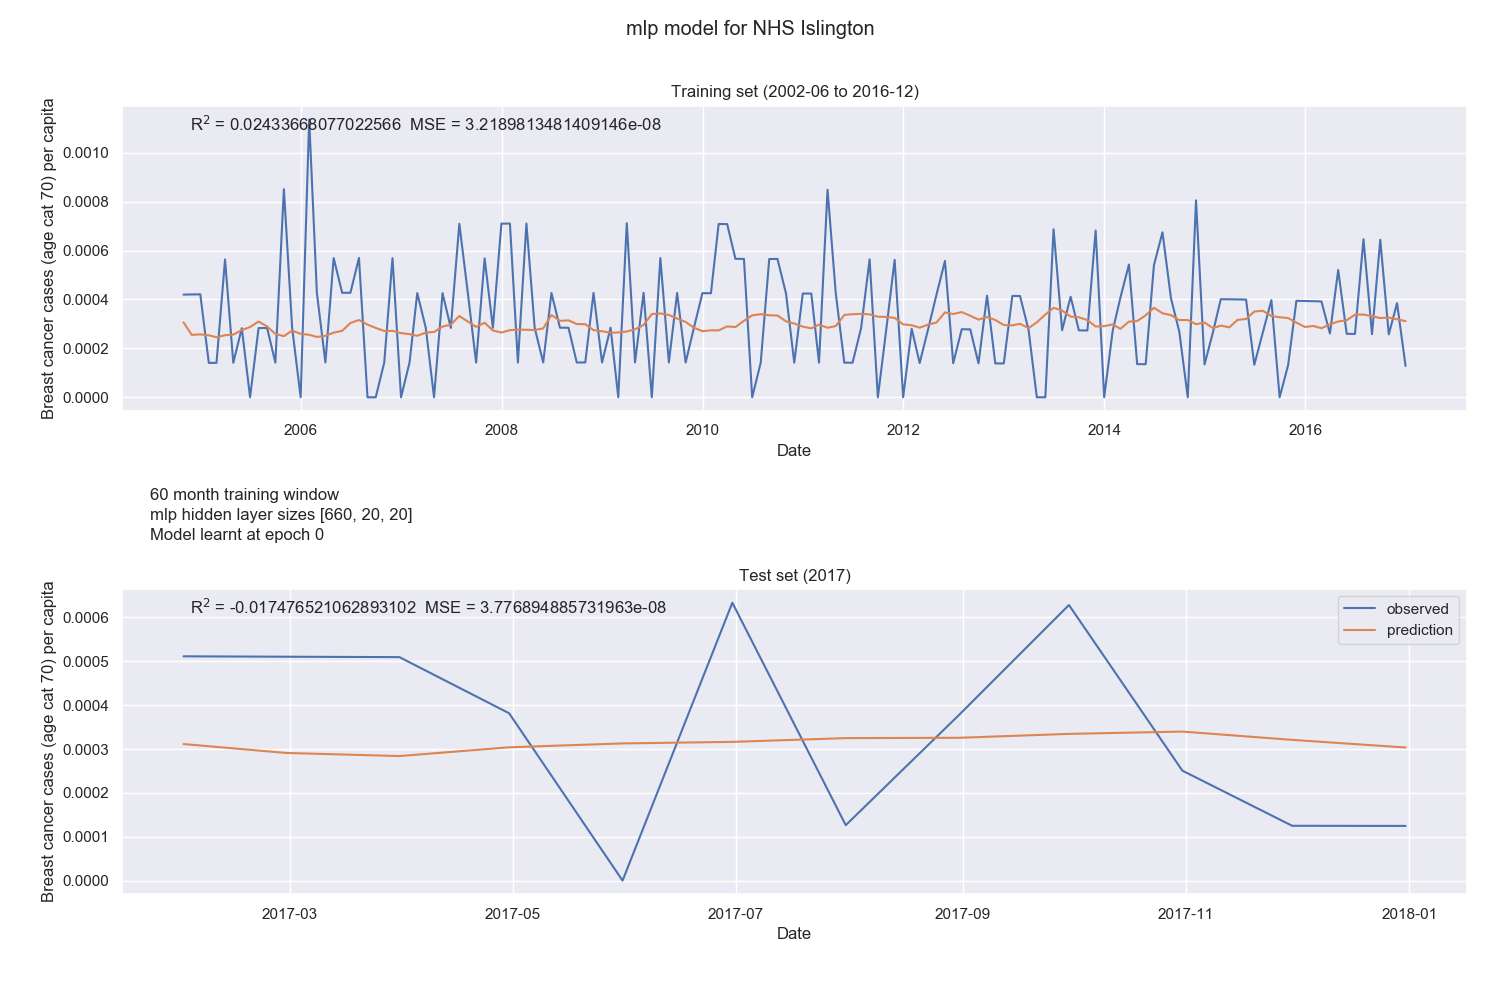 mlp model for NHS Islington
Training set (2002-06 to 2016-12)
R² = 0.02433668077022566 MSE = 3.2189813481409146e-08
Breast cancer cases (age cat 70) per capita
0.0010
0.0008
0.0006
0.0004
0.0002
0.0000
2006 2008 2010 2012 2014 2016
Date
60 month training window
mlp hidden layer sizes [660, 20, 20]
Model learnt at epoch 0
Test set (2017)
R² = -0.017476521062893102 MSE = 3.776894885731963e-08
observed
prediction
Breast cancer cases (age cat 70) per capita
0.0006
0.0005
0.0004
0.0003
0.0002
0.0001
0.0000
2017-03 2017-05 2017-07 2017-09 2017-11 2018-01
Date